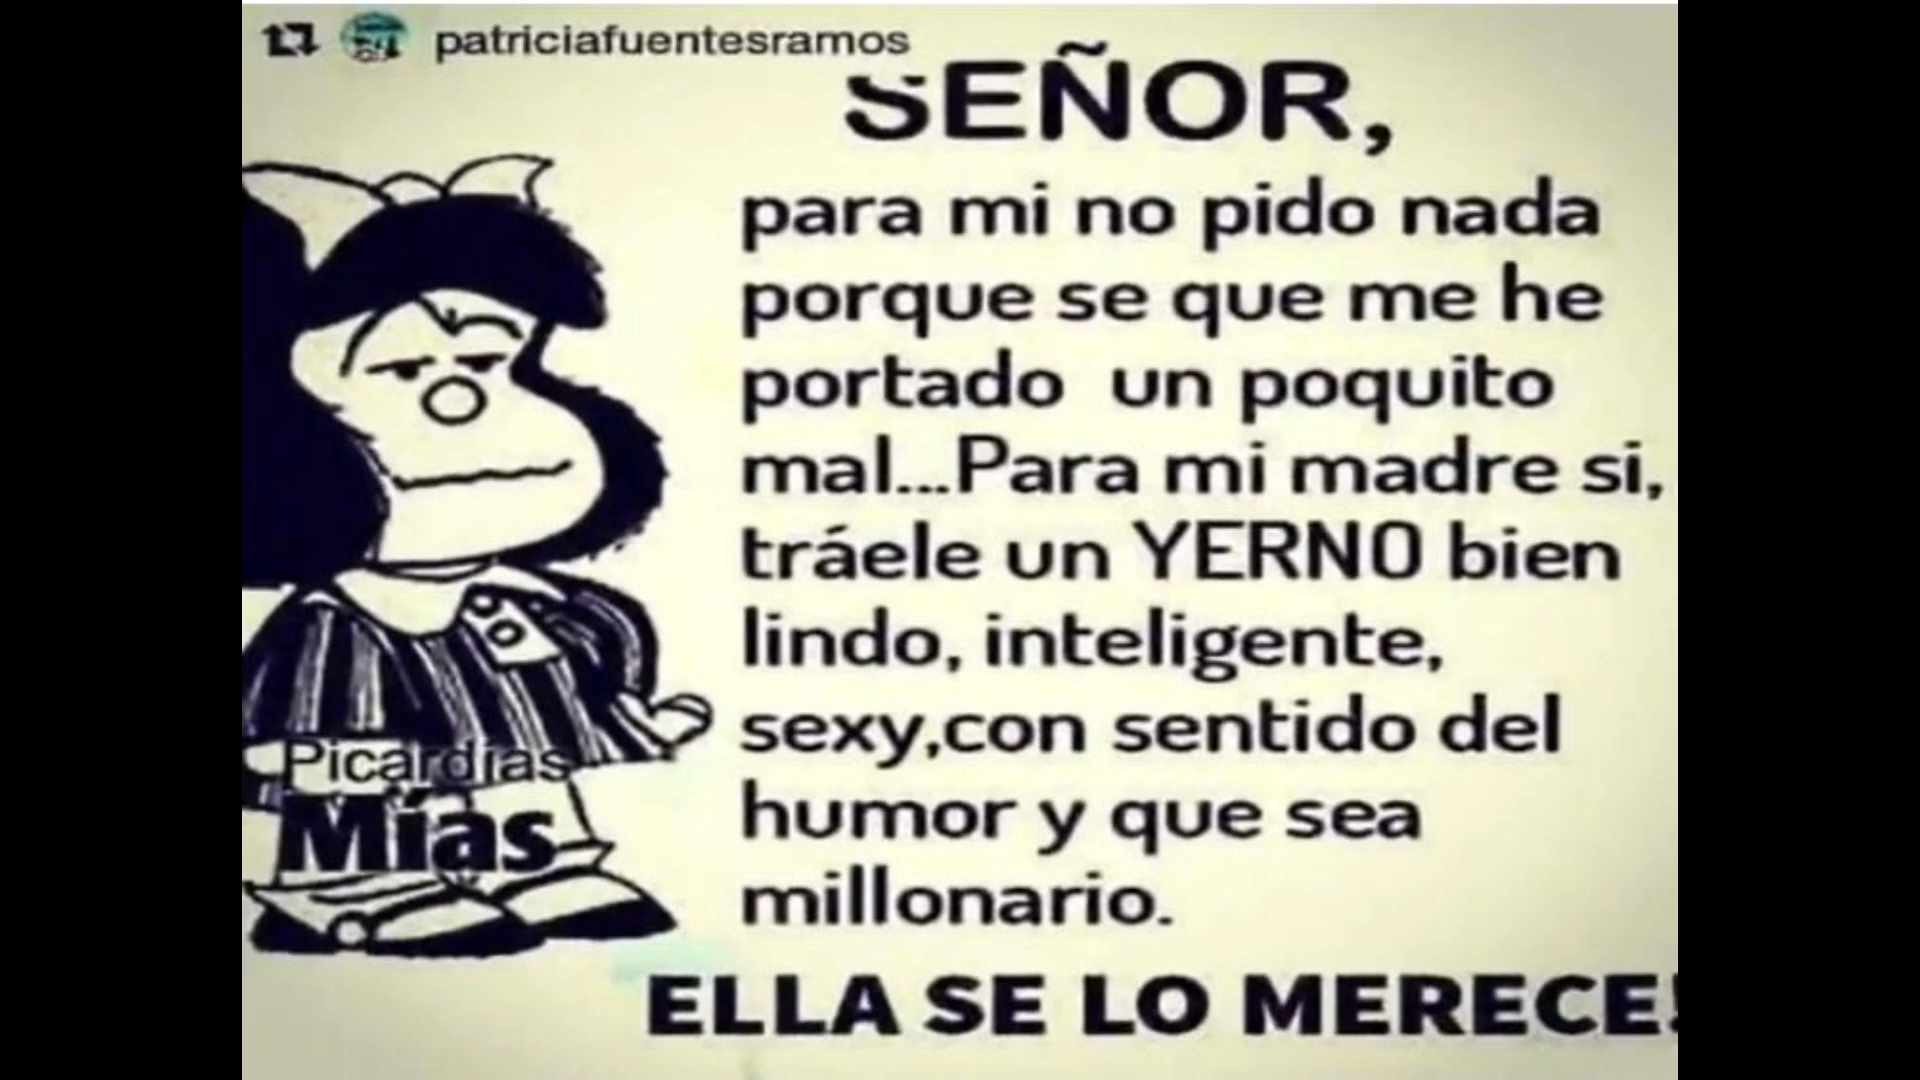 patriciafuentesramos
SEÑOR,
para mi no pido nada
porque se que me he
portado un poquito
mal...Para mi madre si,
tráele un YERNO bien
lindo, inteligente,
sexy,con sentido del
humor y que sea
millonario.
ELLA SE LO MERECE!
Picardías
Mías